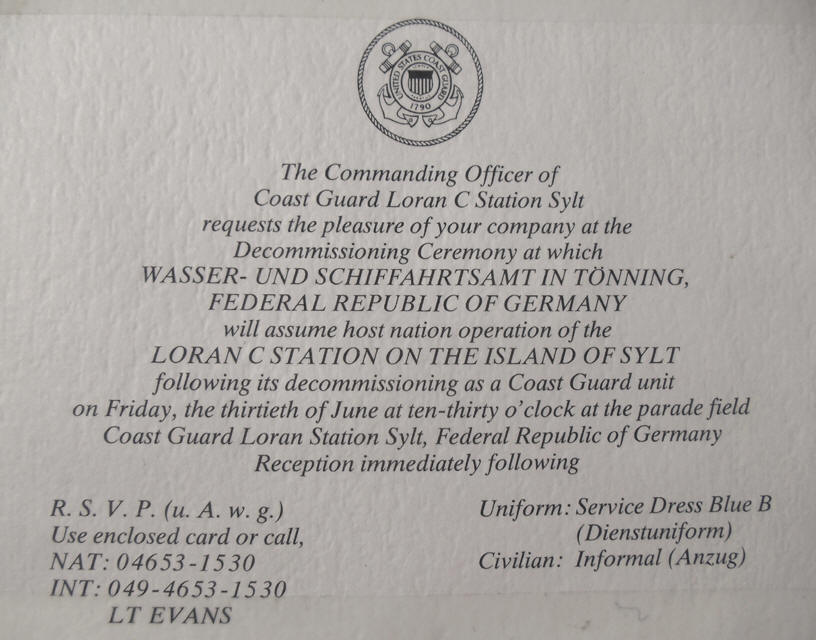 UNITED STATES COAST GUARD
1790
The Commanding Officer of
Coast Guard Loran C Station Sylt
requests the pleasure of your company at the
Decommissioning Ceremony at which
WASSER- UND SCHIFFAHRTSAMT IN TÖNNING,
FEDERAL REPUBLIC OF GERMANY
will assume host nation operation of the
LORAN C STATION ON THE ISLAND OF SYLT
following its decommissioning as a Coast Guard unit
on Friday, the thirtieth of June at ten-thirty o'clock at the parade field
Coast Guard Loran Station Sylt, Federal Republic of Germany
Reception immediately following
R. S. V. P. (u. A. w. g.)
Use enclosed card or call,
NAT: 04653-1530
INT: 049-4653-1530
LT EVANS
Uniform: Service Dress Blue B
(Dienstuniform)
Civilian: Informal (Anzug)